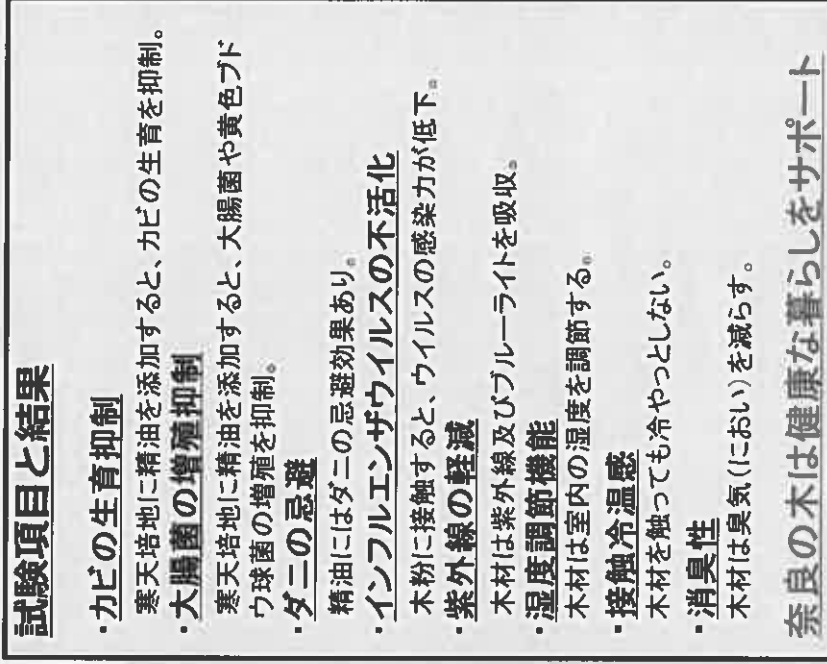 試験項目と結果
・カビの生育抑制
寒天培地に精油を添加すると、カビの生育を抑制。
・大腸菌の増殖抑制
寒天培地に精油を添加すると、大腸菌や黄色ブド
ウ球菌の増殖を抑制。
・ダニの忌避
精油にはダニの忌避効果あり。
・インフルエンザウイルスの不活化
木粉に接触すると、ウイルスの感染力が低下。
・紫外線の軽減
木材は紫外線及びブルーライトを吸収。
・湿度調節機能
木材は室内の湿度を調節する。
・接触冷温感
木材を触っても冷やっとしない。
・消臭性
木材は臭気(におい)を減らす。
奈良の木は健康な暮らしをサポート